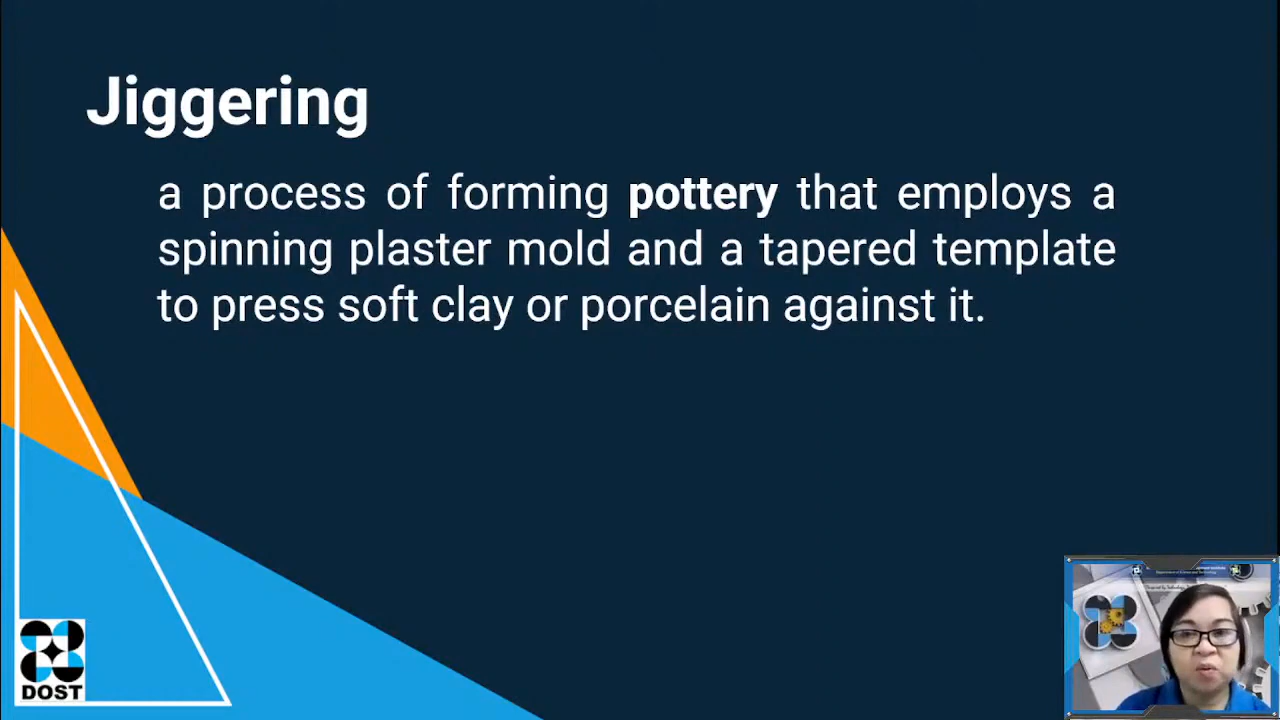 Jiggering
a process of forming pottery that employs a
spinning plaster mold and a tapered template
to press soft clay or porcelain against it.
DOST